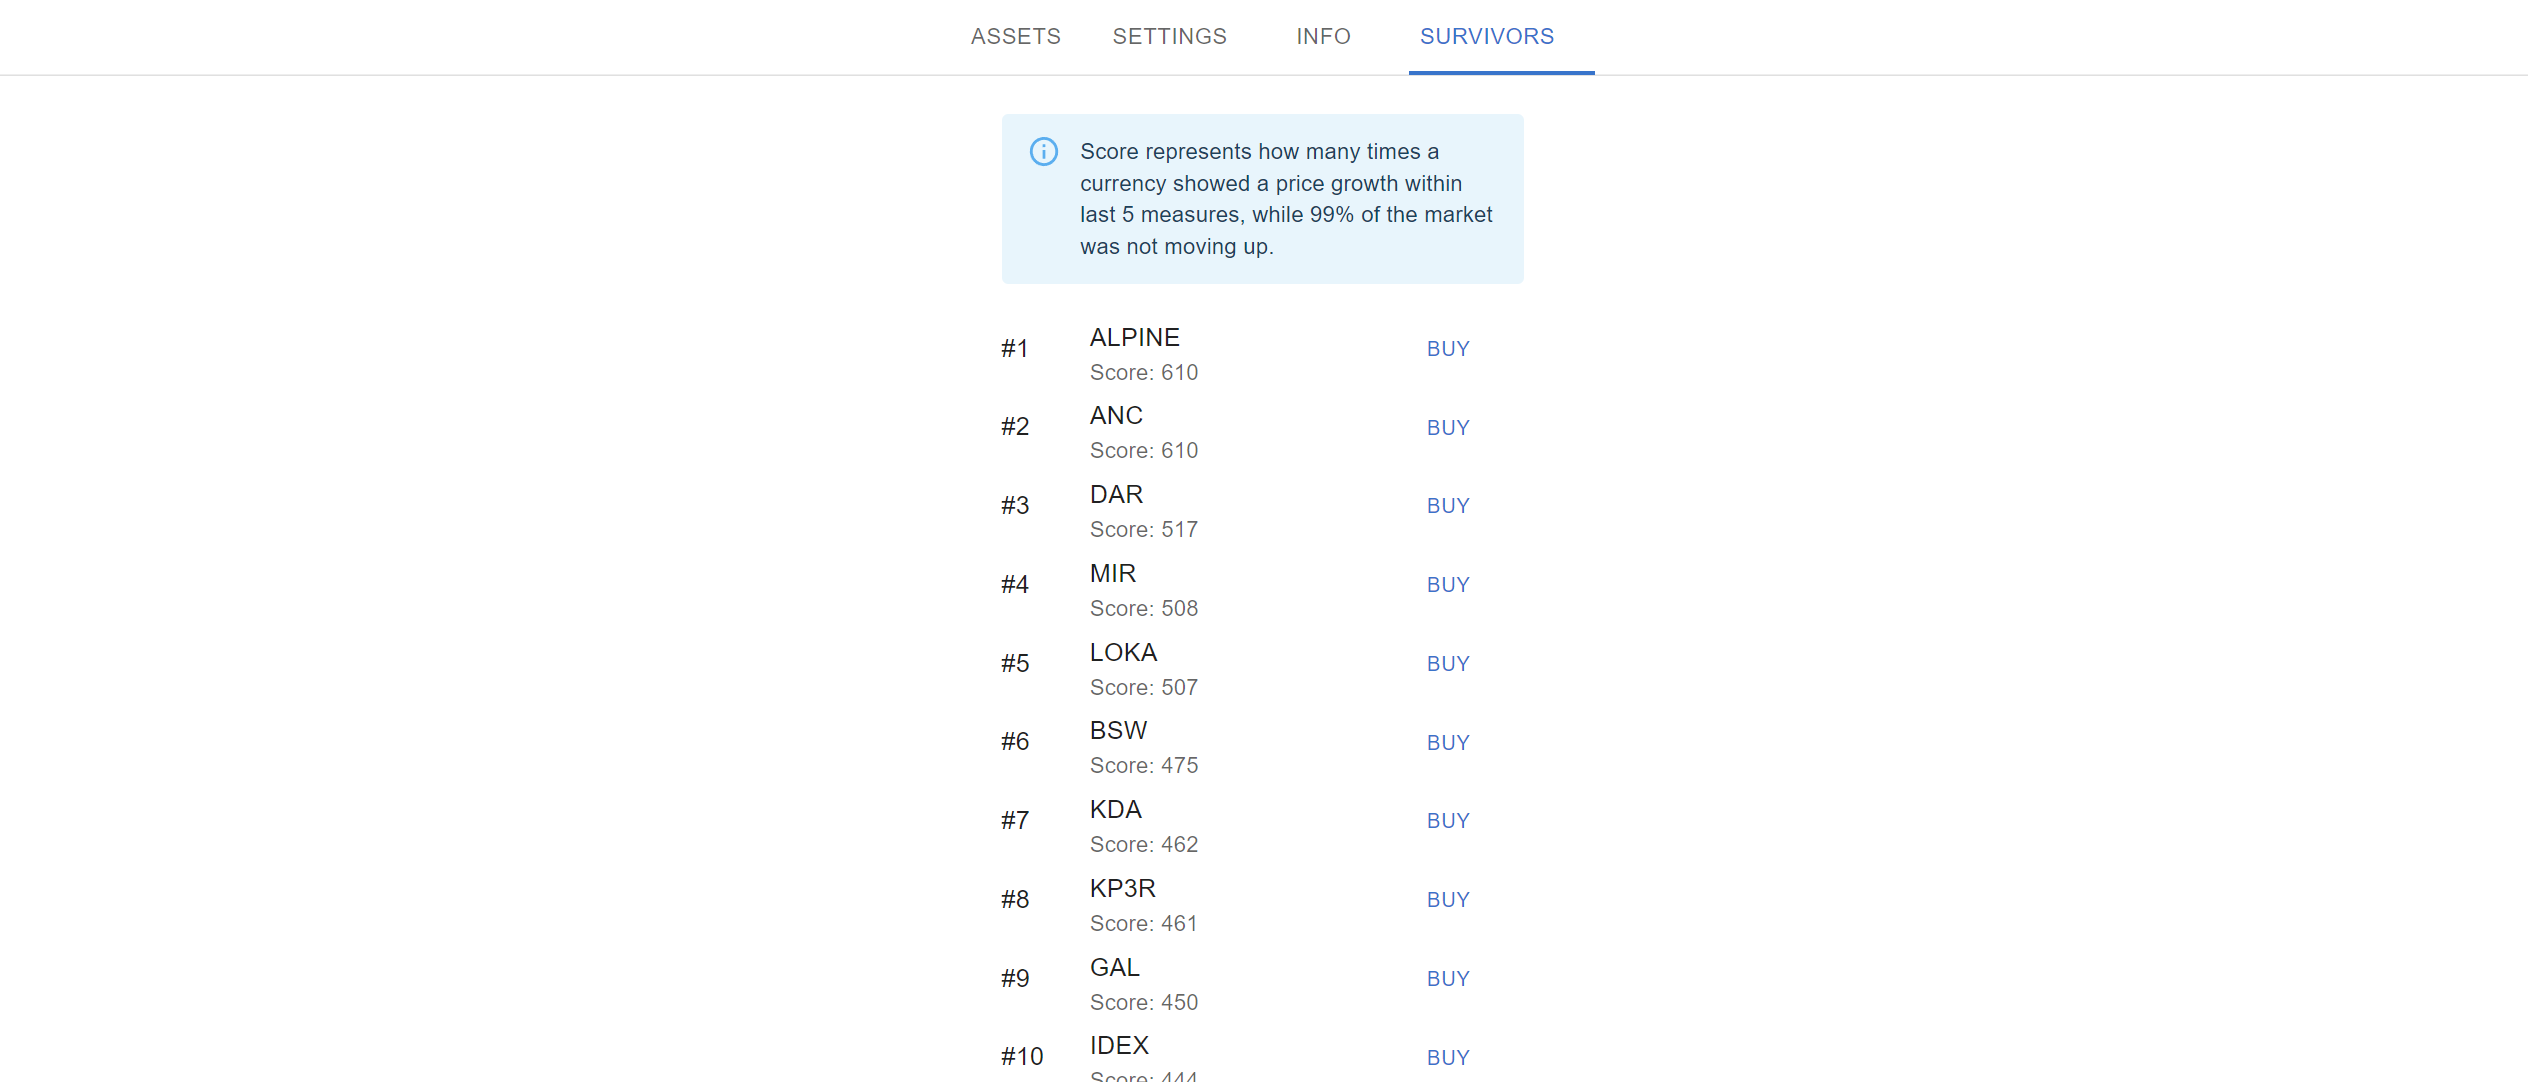 ASSETS SETTINGS INFO SURVIVORS
Score represents how many times a
currency showed a price growth within
last 5 measures, while 99% of the market
was not moving up.
#1 ALPINE BUY
Score: 610
#2 ANC BUY
Score: 610
#3 DAR BUY
Score: 517
#4 MIR BUY
Score: 508
#5 LOKA BUY
Score: 507
#6 BSW BUY
Score: 475
#7 KDA BUY
Score: 462
#8 KP3R BUY
Score: 461
#9 GAL BUY
Score: 450
#10 IDEX BUY
Score: 444